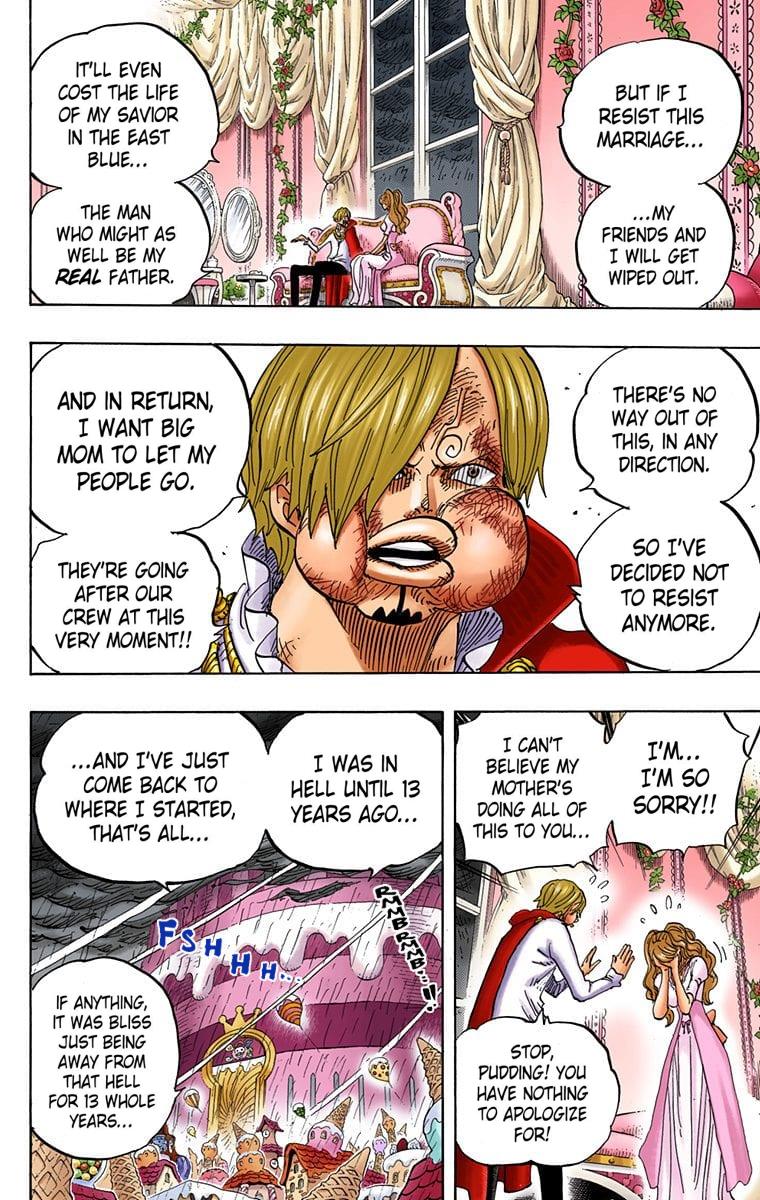 BUT IF I
RESIST THIS
MARRIAGE...
...MY
FRIENDS AND
I WILL GET
WIPED OUT.
IT'LL EVEN
COST THE LIFE
OF MY SAVIOR
IN THE EAST
BLUE...
THE MAN
WHO MIGHT AS
WELL BE MY
REAL FATHER.
THERE'S NO
WAY OUT OF
THIS, IN ANY
DIRECTION.
SO I'VE
DECIDED NOT
TO RESIST
ANYMORE.
AND IN RETURN,
I WANT BIG
MOM TO LET MY
PEOPLE GO.
THEY'RE GOING
AFTER OUR
CREW AT THIS
VERY MOMENT!!
I'M...
I'M SO
SORRY!!
I CAN'T
BELIEVE MY
MOTHER'S
DOING ALL OF
THIS TO YOU...
STOP,
PUDDING! YOU
HAVE NOTHING
TO APOLOGIZE
FOR!
I WAS IN
HELL UNTIL 13
YEARS AGO...
...AND I'VE JUST
COME BACK TO
WHERE I STARTED,
THAT'S ALL...
RMMBRMMB...!!
FSHHHH...
IF ANYTHING,
IT WAS BLISS
JUST BEING
AWAY FROM
THAT HELL
FOR 13 WHOLE
YEARS...